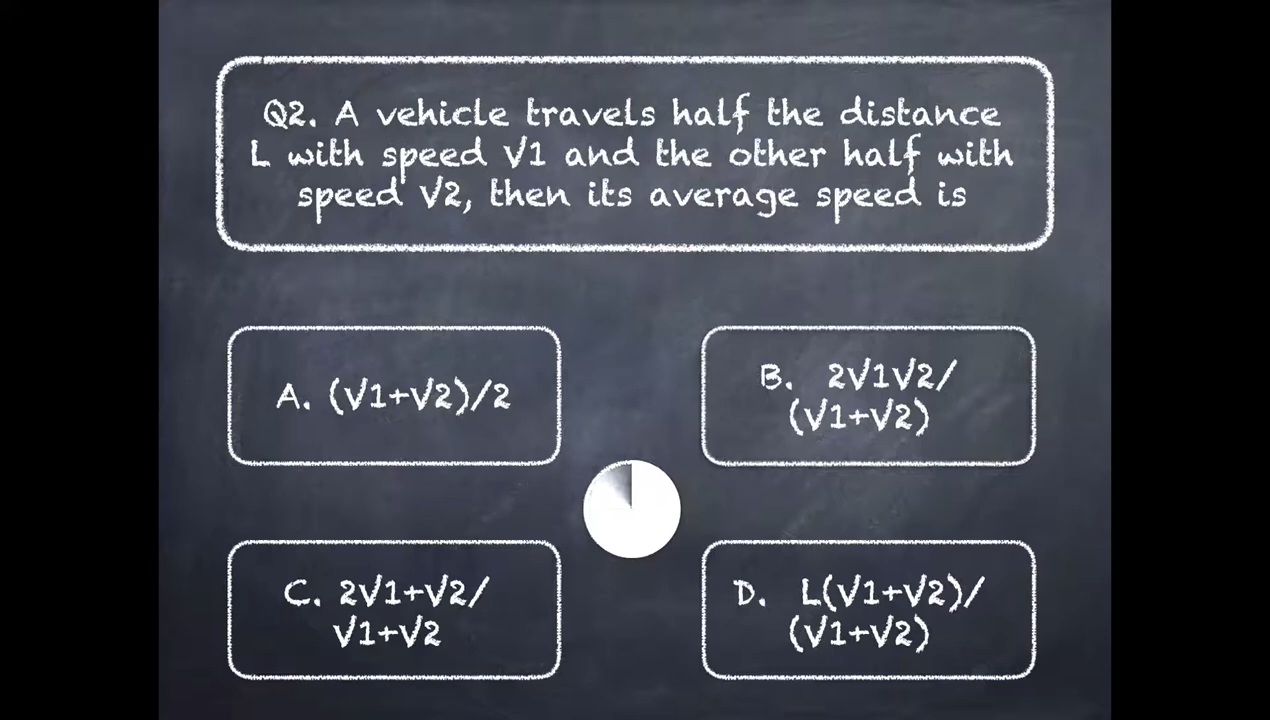 Q2. A vehicle travels half the distance
L with speed V1 and the other half with
speed V2, then its average speed is
A. (V1+V2)/2
B. 2V1V2/
(V1+V2)
C. 2V1+V2/
V1+V2
D. L(V1+V2)/
(V1+V2)